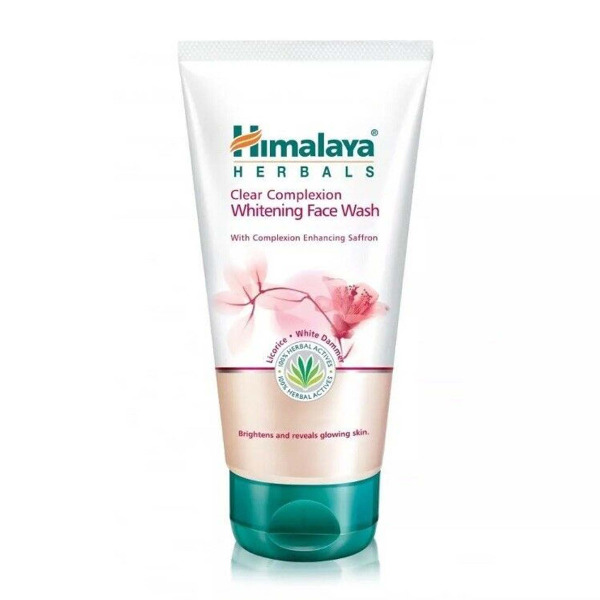 Himalaya®
HERBALS
Clear Complexion
Whitening Face Wash
With Complexion Enhancing Saffron
Licorice • White Dammer
100% HERBAL ACTIVES
100% HERBAL ACTIVES
Brightens and reveals glowing skin.